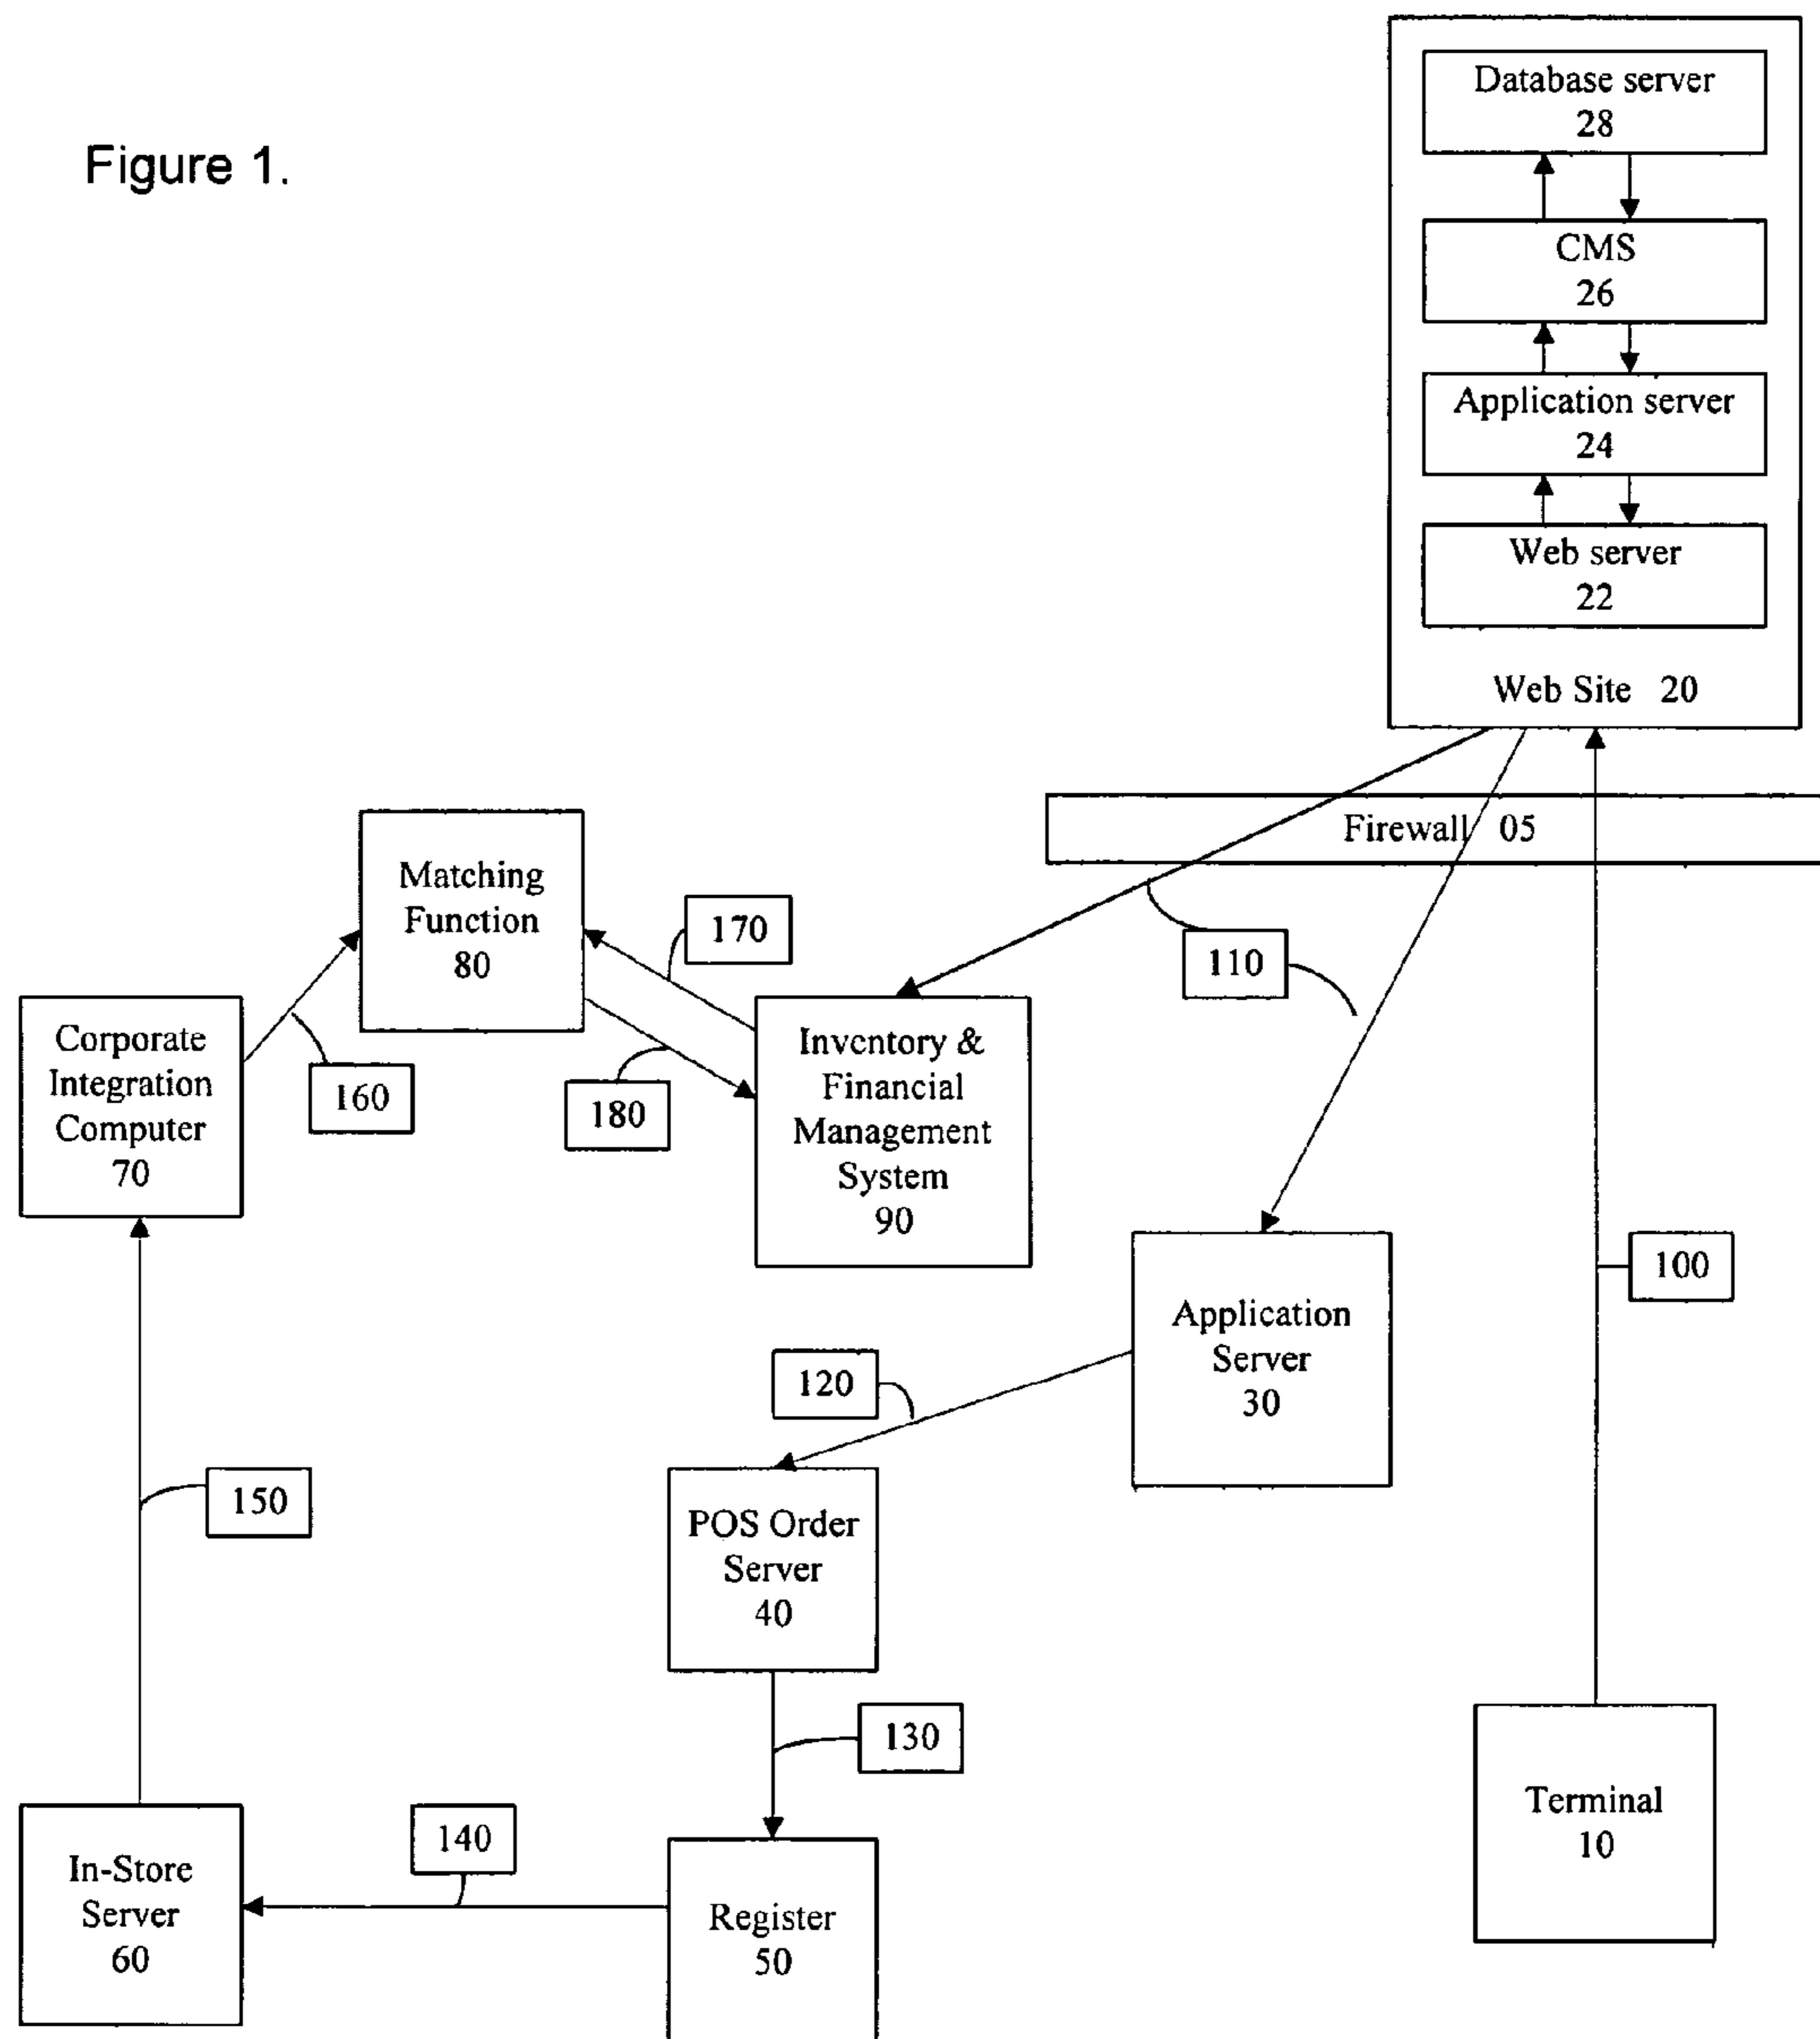 Figure 1.
Database server
28
CMS
26
Application server
24
Web server
22
Web Site 20
Firewall 05
Matching
Function
80
170
110
Corporate
Integration
Computer
70
160
180
Inventory &
Financial
Management
System
90
100
Application
Server
30
120
150
POS Order
Server
40
130
Terminal
10
140
In-Store
Server
60
Register
50